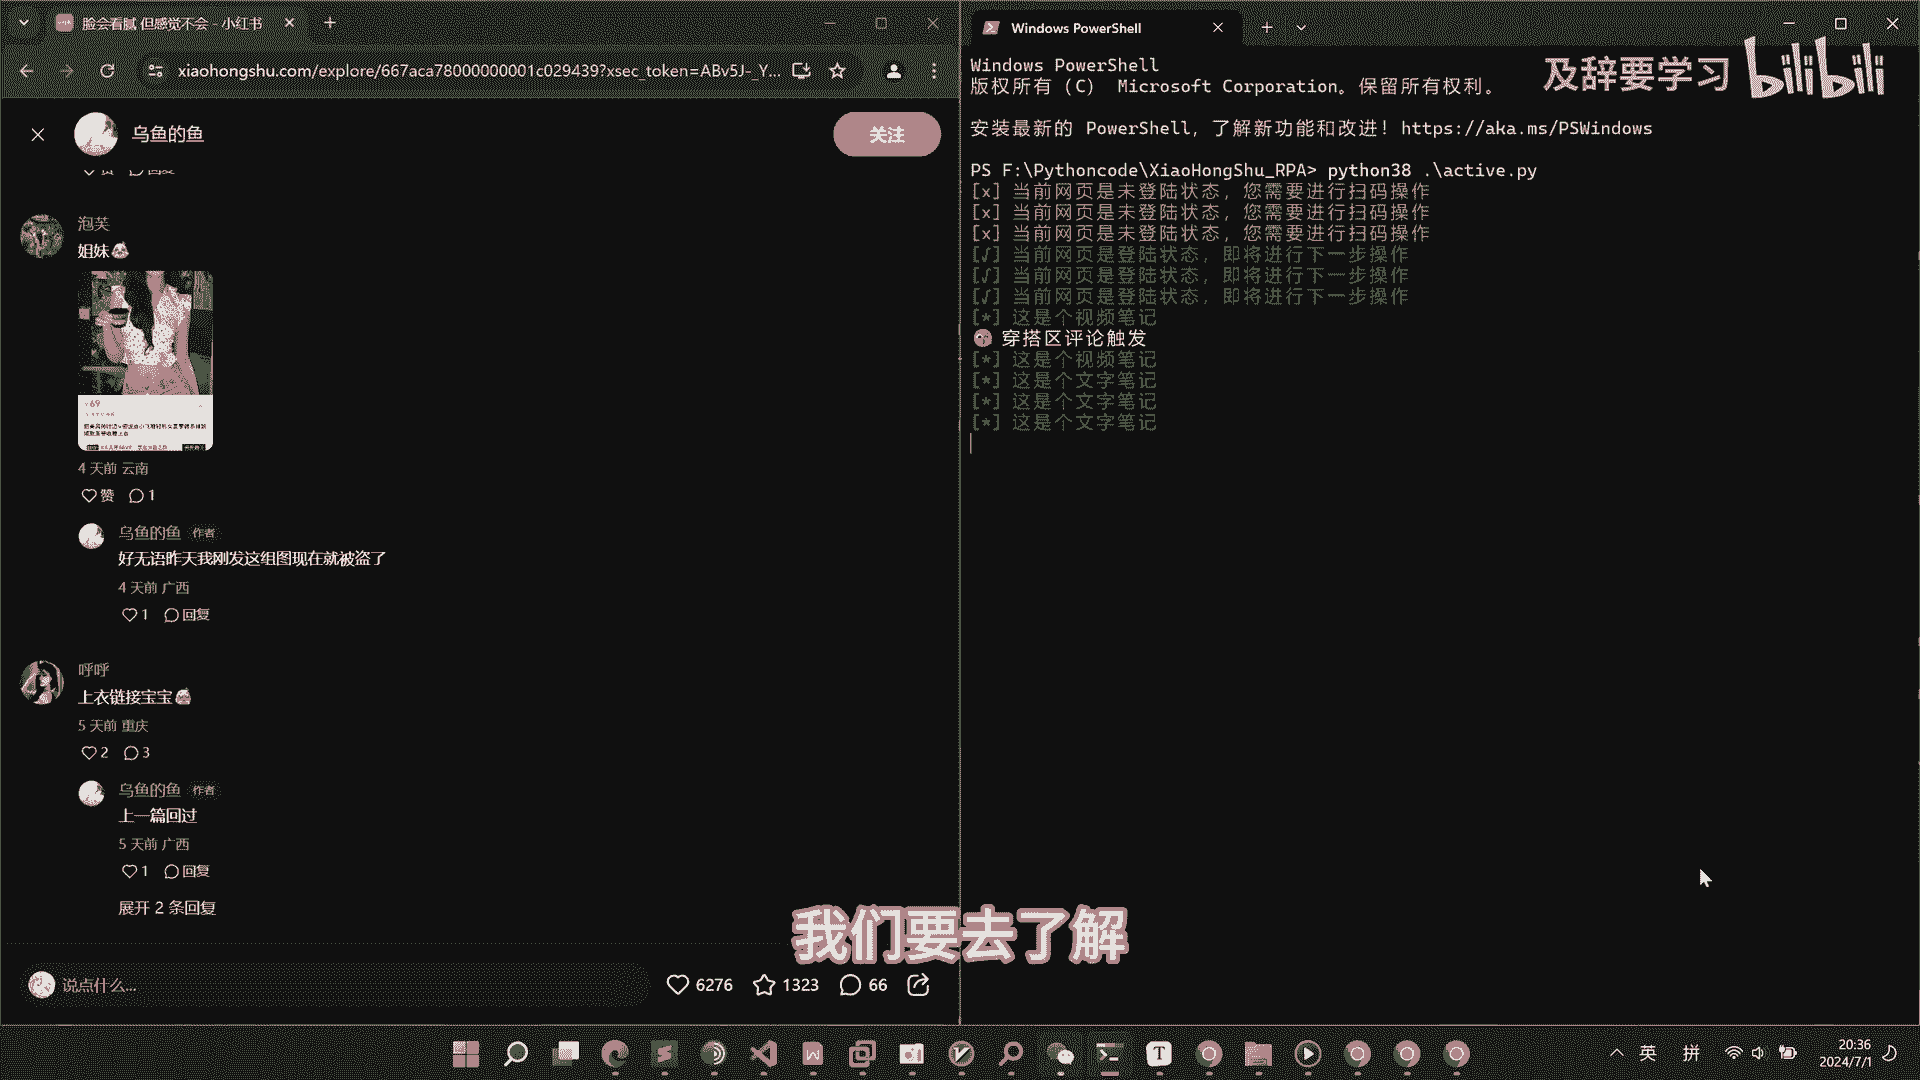 脸会看腻 但感觉不会 - 小红书
xiaohongshu.com/explore/667aca78000000001c029439?xsec_token=ABv5J-_Y...
乌鱼的鱼
关注
泡芙
姐妹
69
4 天前 云南
赞 1
乌鱼的鱼 作者
好无语昨天我刚发这组图现在就被盗了
4 天前 广西
1 回复
呼呼
上衣链接宝宝
5 天前 重庆
2 3
乌鱼的鱼 作者
上一篇回过
5 天前 广西
1 回复
展开 2 条回复
说点什么...
6276 1323 66
Windows PowerShell
及辞要学习 bilibili
Windows PowerShell
版权所有 (C) Microsoft Corporation。保留所有权利。
安装最新的 PowerShell，了解新功能和改进！https://aka.ms/PSWindows
PS F:\Pythoncode\XiaoHongShu_RPA> python38 .\active.py
[x] 当前网页是未登陆状态，您需要进行扫码操作
[x] 当前网页是未登陆状态，您需要进行扫码操作
[x] 当前网页是未登陆状态，您需要进行扫码操作
[√] 当前网页是登陆状态，即将进行下一步操作
[√] 当前网页是登陆状态，即将进行下一步操作
[√] 当前网页是登陆状态，即将进行下一步操作
[*] 这是个视频笔记
穿搭区评论触发
[*] 这是个视频笔记
[*] 这是个文字笔记
[*] 这是个文字笔记
[*] 这是个文字笔记
我们要去了解
英 拼
20:36
2024/7/1